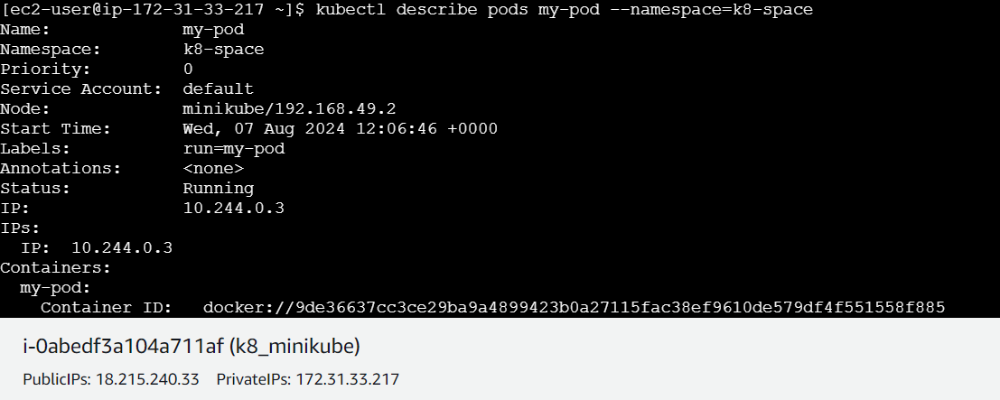 [ec2-user@ip-172-31-33-217 ~]$ kubectl describe pods my-pod --namespace=k8-space
Name:             my-pod
Namespace:        k8-space
Priority:         0
Service Account:  default
Node:             minikube/192.168.49.2
Start Time:       Wed, 07 Aug 2024 12:06:46 +0000
Labels:           run=my-pod
Annotations:      <none>
Status:           Running
IP:               10.244.0.3
IPs:
  IP:  10.244.0.3
Containers:
  my-pod:
    Container ID:   docker://9de36637cc3ce29ba9a4899423b0a27115fac38ef9610de579df4f551558f885
i-0abedf3a104a711af (k8_minikube)
PublicIPs: 18.215.240.33    PrivateIPs: 172.31.33.217